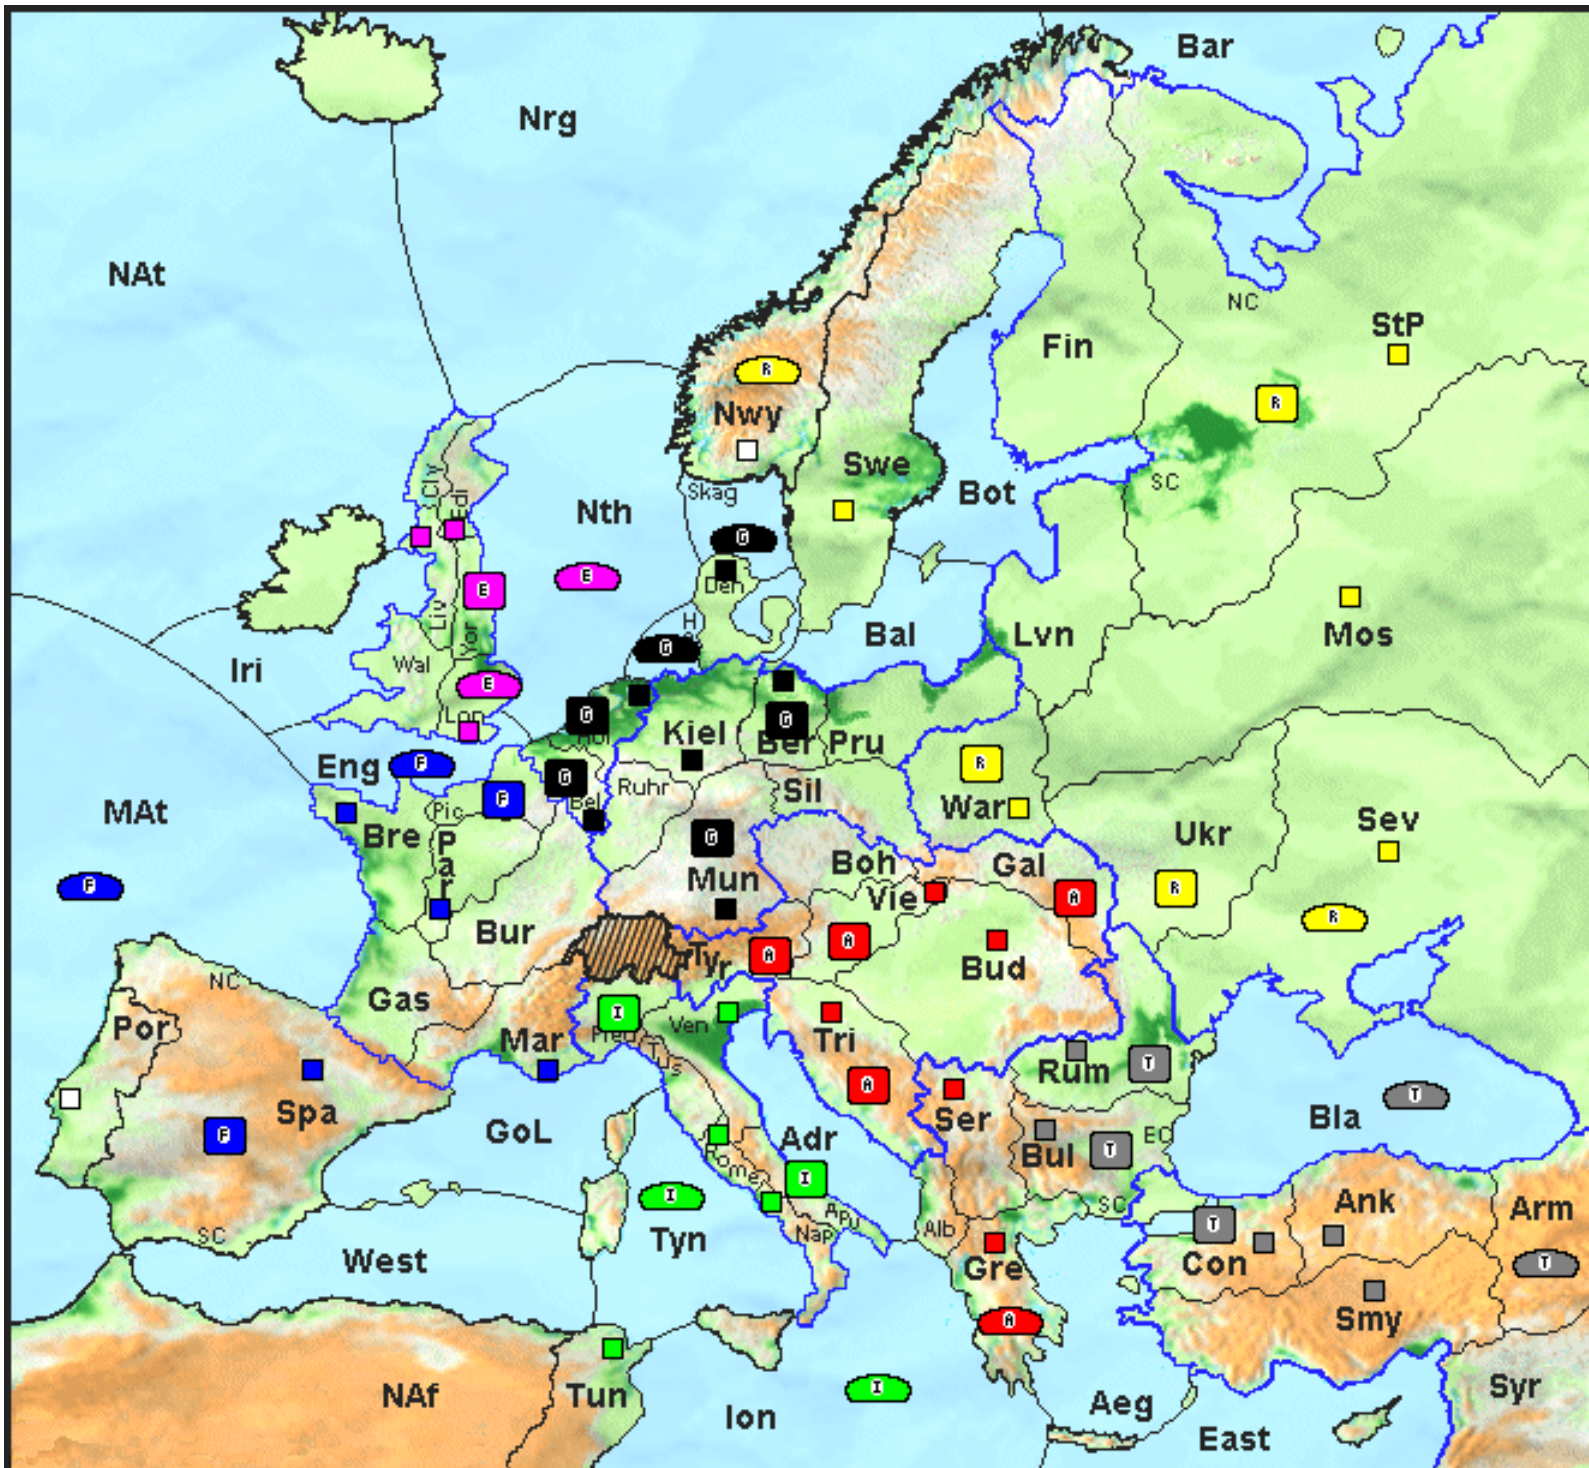 Bar
Nrg
NAt
NC
StP
Fin
R
R
Nwy
Swe
Bot
SC
Skag
Nth
Cly
Edi
G
E
E
Den
Liv
Yor
Wal
H
Iri
Bal
Lvn
Mos
G
E
Lon
G
Hol
Kiel
G
Ber
Pru
Eng
F
G
F
Bel
Ruhr
Sil
R
War
MAt
Pic
Bre
Par
G
Mun
Boh
Gal
Ukr
Sev
F
Vie
A
R
R
Bur
A
A
Tyr
Bud
NC
Gas
Por
I
Pied
Ven
Mar
Tus
Tri
Rum
T
A
Ser
Spa
GoL
F
Adr
Bul
T
EC
Bla
T
Rome
I
I
Tyn
Apu
Nap
SC
SC
Alb
Ank
Arm
West
T
Con
Gre
T
Smy
A
NAf
Tun
I
Ion
Aeg
East
Syr